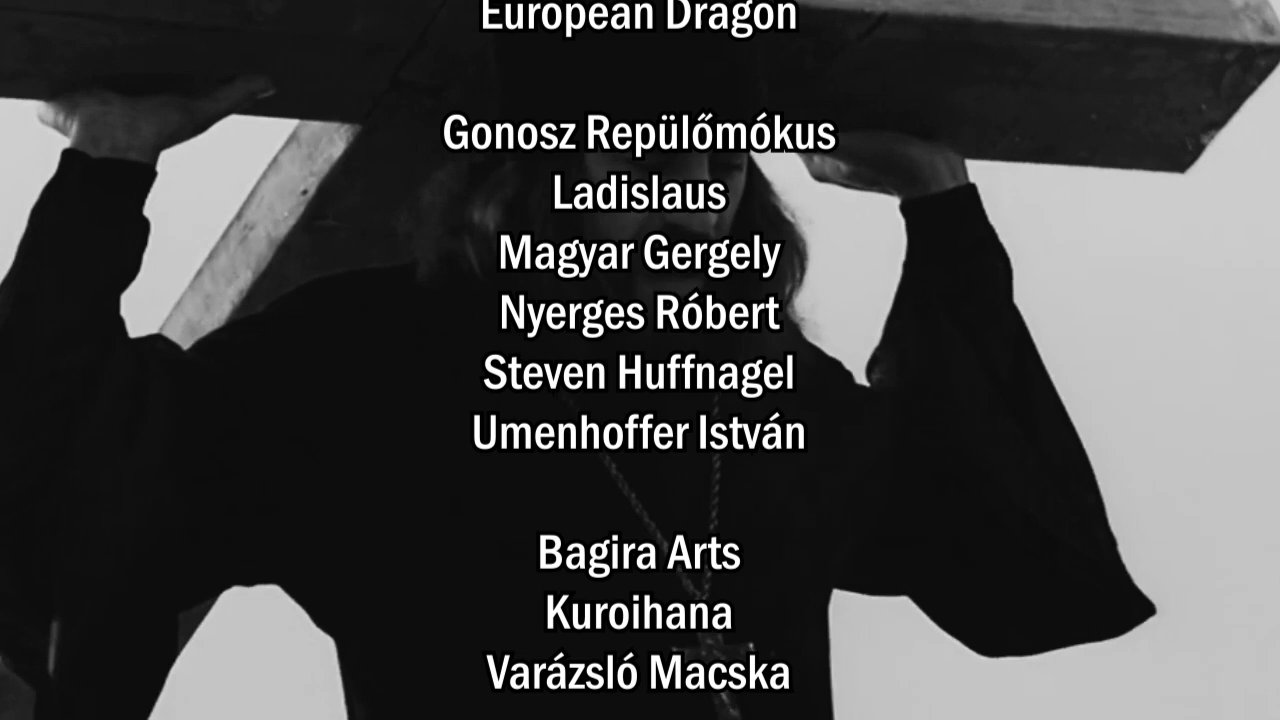 European Dragon
Gonosz Repülőmókus
Ladislaus
Magyar Gergely
Nyerges Róbert
Steven Huffnagel
Umenhoffer István
Bagira Arts
Kuroihana
Varázsló Macska